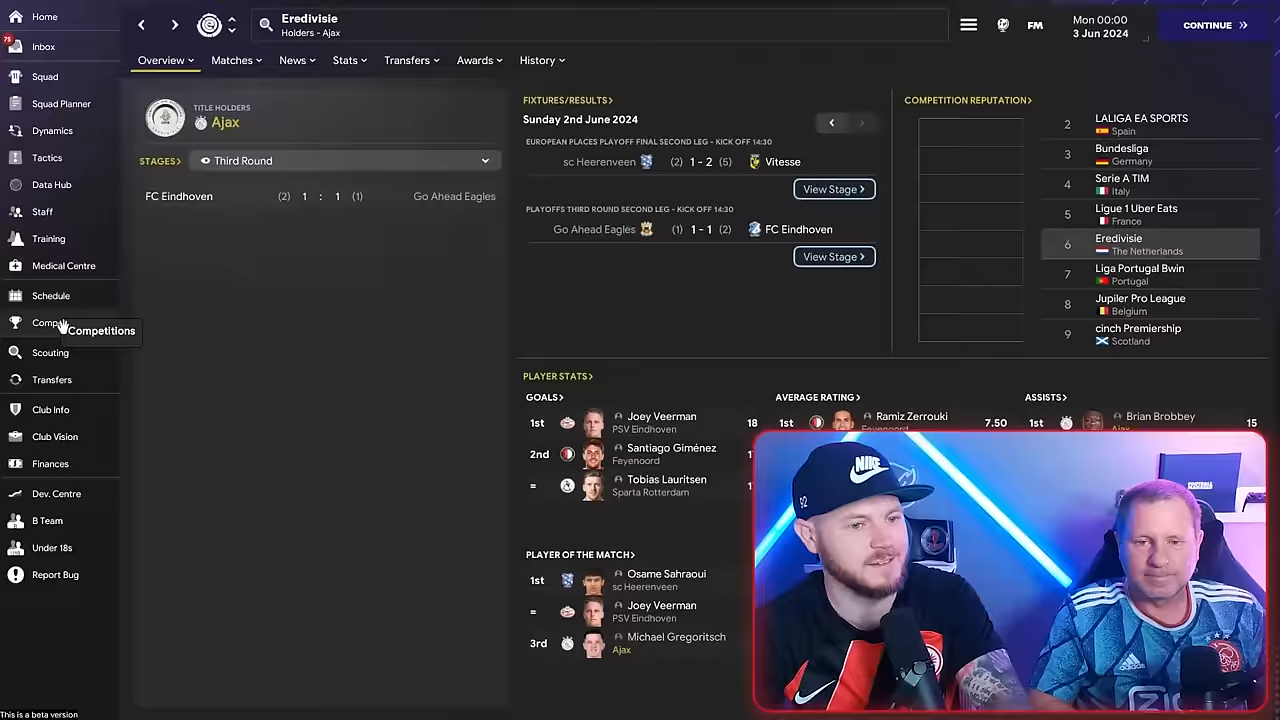 Home
75
Inbox
Squad
Squad Planner
Dynamics
Tactics
Data Hub
Staff
Training
Medical Centre
Schedule
Compet
Competitions
Scouting
Transfers
Club Info
Club Vision
Finances
Dev. Centre
B Team
Under 18s
Report Bug
This is a beta version
Eredivisie
Holders - Ajax
FM
Mon 00:00
3 Jun 2024
CONTINUE
Overview
Matches
News
Stats
Transfers
Awards
History
TITLE HOLDERS
Ajax
STAGES>
Third Round
FC Eindhoven (2) 1 : 1 (1) Go Ahead Eagles
FIXTURES/RESULTS>
Sunday 2nd June 2024
EUROPEAN PLACES PLAYOFF FINAL SECOND LEG - KICK OFF 14:30
sc Heerenveen (2) 1 - 2 (5) Vitesse
View Stage >
PLAYOFFS THIRD ROUND SECOND LEG - KICK OFF 14:30
Go Ahead Eagles (1) 1 - 1 (2) FC Eindhoven
View Stage >
COMPETITION REPUTATION>
2 LALIGA EA SPORTS
Spain
3 Bundesliga
Germany
4 Serie A TIM
Italy
5 Ligue 1 Uber Eats
France
6 Eredivisie
The Netherlands
7 Liga Portugal Bwin
Portugal
8 Jupiler Pro League
Belgium
9 cinch Premiership
Scotland
PLAYER STATS>
GOALS>
1st Joey Veerman 18
PSV Eindhoven
2nd Santiago Giménez
Feyenoord
= Tobias Lauritsen
Sparta Rotterdam
AVERAGE RATING>
1st Ramiz Zerrouki 7.50
Feyenoord
ASSISTS>
1st Brian Brobbey 15
Ajax
PLAYER OF THE MATCH>
1st Osame Sahraoui
sc Heerenveen
= Joey Veerman
PSV Eindhoven
3rd Michael Gregoritsch
Ajax
NIKE
adidas